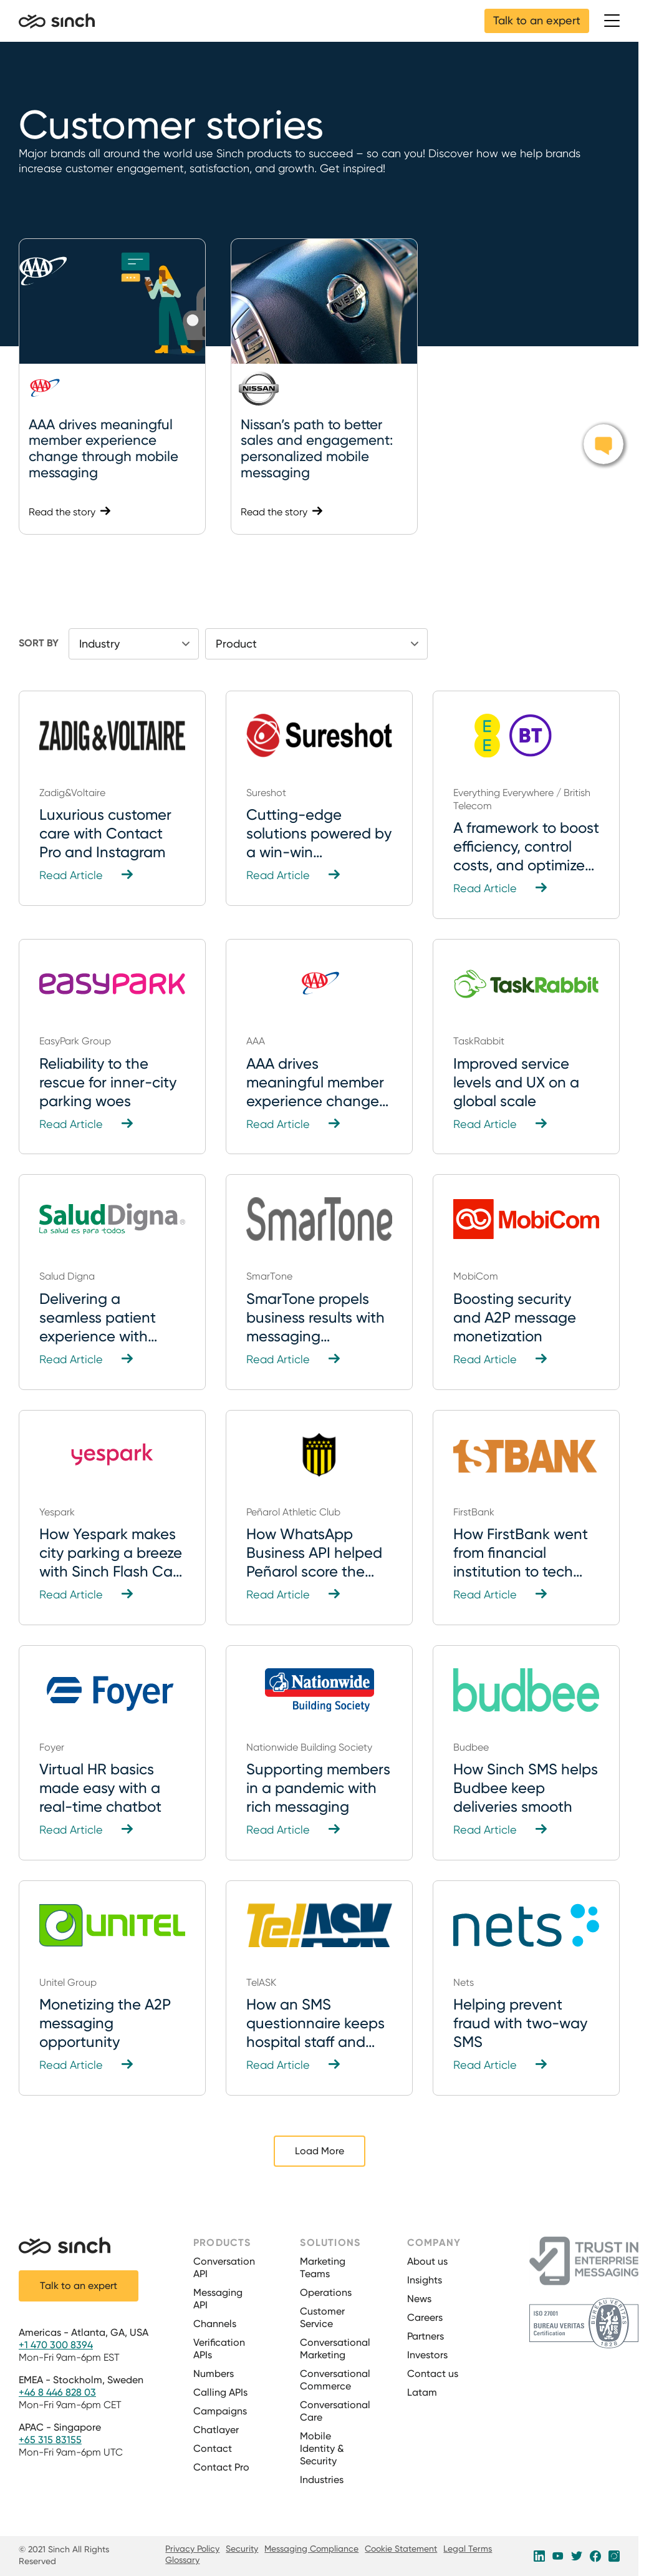 sinch
Talk to an expert
Customer stories
Major brands all around the world use Sinch products to succeed – so can you! Discover how we help brands
increase customer engagement, satisfaction, and growth. Get inspired!
AAA
NISSAN
AAA
NISSAN
AAA drives meaningful
member experience
change through mobile
messaging
Read the story
Nissan’s path to better
sales and engagement:
personalized mobile
messaging
Read the story
SORT BY
Industry
Product
ZADIG&VOLTAIRE
Zadig&Voltaire
Luxurious customer
care with Contact
Pro and Instagram
Read Article
Sureshot
Sureshot
Cutting-edge
solutions powered by
a win-win...
Read Article
EE
BT
Everything Everywhere / British
Telecom
A framework to boost
efficiency, control
costs, and optimize...
Read Article
easypark
EasyPark Group
Reliability to the
rescue for inner-city
parking woes
Read Article
AAA
AAA
AAA drives
meaningful member
experience change...
Read Article
TaskRabbit
TaskRabbit
Improved service
levels and UX on a
global scale
Read Article
SaludDigna®
La salud es para todos
Salud Digna
Delivering a
seamless patient
experience with...
Read Article
SmarTone
SmarTone
SmarTone propels
business results with
messaging...
Read Article
MobiCom
MobiCom
Boosting security
and A2P message
monetization
Read Article
yespark
Yespark
How Yespark makes
city parking a breeze
with Sinch Flash Ca...
Read Article
Peñarol Athletic Club
How WhatsApp
Business API helped
Peñarol score the...
Read Article
1STBANK
FirstBank
How FirstBank went
from financial
institution to tech...
Read Article
Foyer
Foyer
Virtual HR basics
made easy with a
real-time chatbot
Read Article
Nationwide
Building Society
Nationwide Building Society
Supporting members
in a pandemic with
rich messaging
Read Article
budbee
Budbee
How Sinch SMS helps
Budbee keep
deliveries smooth
Read Article
UNITEL
Unitel Group
Monetizing the A2P
messaging
opportunity
Read Article
TelASK
TelASK
How an SMS
questionnaire keeps
hospital staff and...
Read Article
nets
Nets
Helping prevent
fraud with two-way
SMS
Read Article
Load More
sinch
Talk to an expert
Americas - Atlanta, GA, USA
+1 470 300 8394
Mon-Fri 9am-6pm EST
EMEA - Stockholm, Sweden
+46 8 446 828 03
Mon-Fri 9am-6pm CET
APAC - Singapore
+65 315 83155
Mon-Fri 9am-6pm UTC
PRODUCTS
Conversation
API
Messaging
API
Channels
Verification
APIs
Numbers
Calling APIs
Campaigns
Chatlayer
Contact
Contact Pro
SOLUTIONS
Marketing
Teams
Operations
Customer
Service
Conversational
Marketing
Conversational
Commerce
Conversational
Care
Mobile
Identity &
Security
Industries
COMPANY
About us
Insights
News
Careers
Partners
Investors
Contact us
Latam
TRUST IN
ENTERPRISE
MESSAGING
ISO 27001
BUREAU VERITAS
Certification
BUREAU VERITAS
1828
© 2021 Sinch All Rights
Reserved
Privacy Policy Security Messaging Compliance Cookie Statement Legal Terms
Glossary